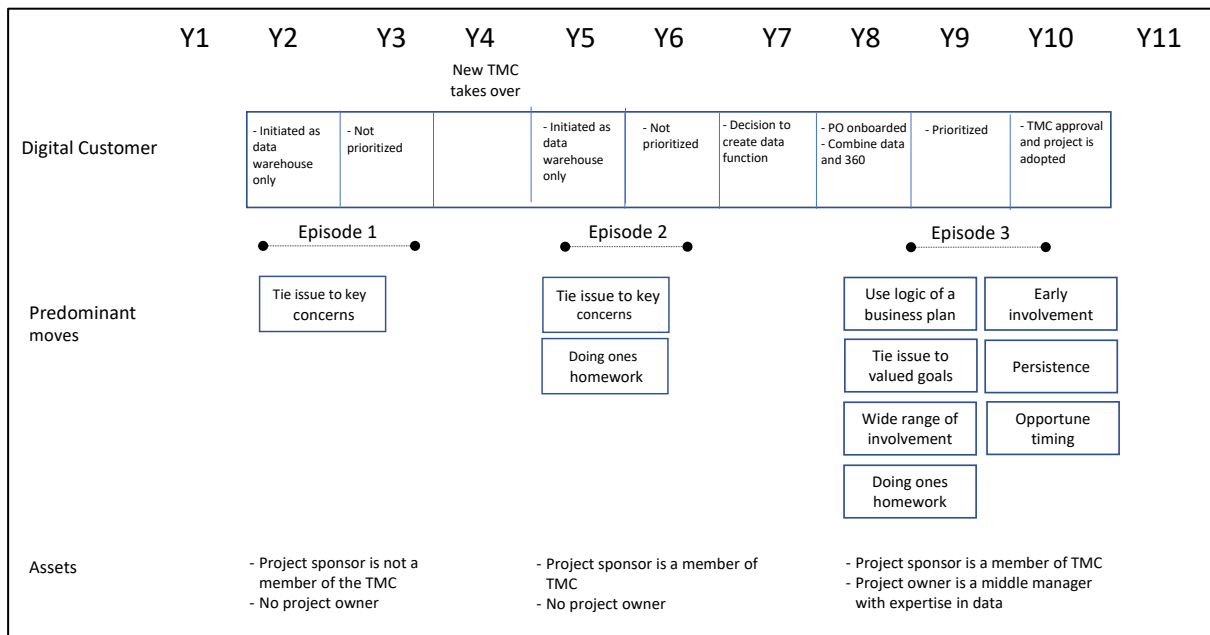 Y1 Y2 Y3 Y4 Y5 Y6 Y7 Y8 Y9 Y10 Y11
New TMC
takes over
Digital Customer
- Initiated as
data
warehouse
only
- Not
prioritized
- Initiated as
data
warehouse
only
- Not
prioritized
- Decision to
create data
function
- PO onboarded
- Combine data
and 360
- Prioritized
- TMC approval
and project is
adopted
Episode 1
Episode 2
Episode 3
Predominant
moves
Tie issue to key
concerns
Tie issue to key
concerns
Doing ones
homework
Use logic of a
business plan
Early
involvement
Tie issue to
valued goals
Persistence
Wide range of
involvement
Opportune
timing
Doing ones
homework
Assets
- Project sponsor is not a
member of the TMC
- No project owner
- Project sponsor is a member of
TMC
- No project owner
- Project sponsor is a member of TMC
- Project owner is a middle manager
with expertise in data